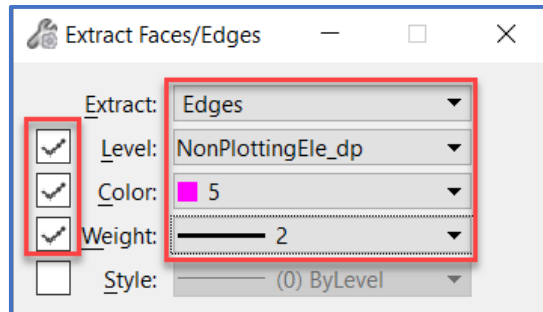 Extract Faces/Edges
Extract: Edges
Level: NonPlottingEle_dp
Color: 5
Weight: 2
Style: (0) ByLevel